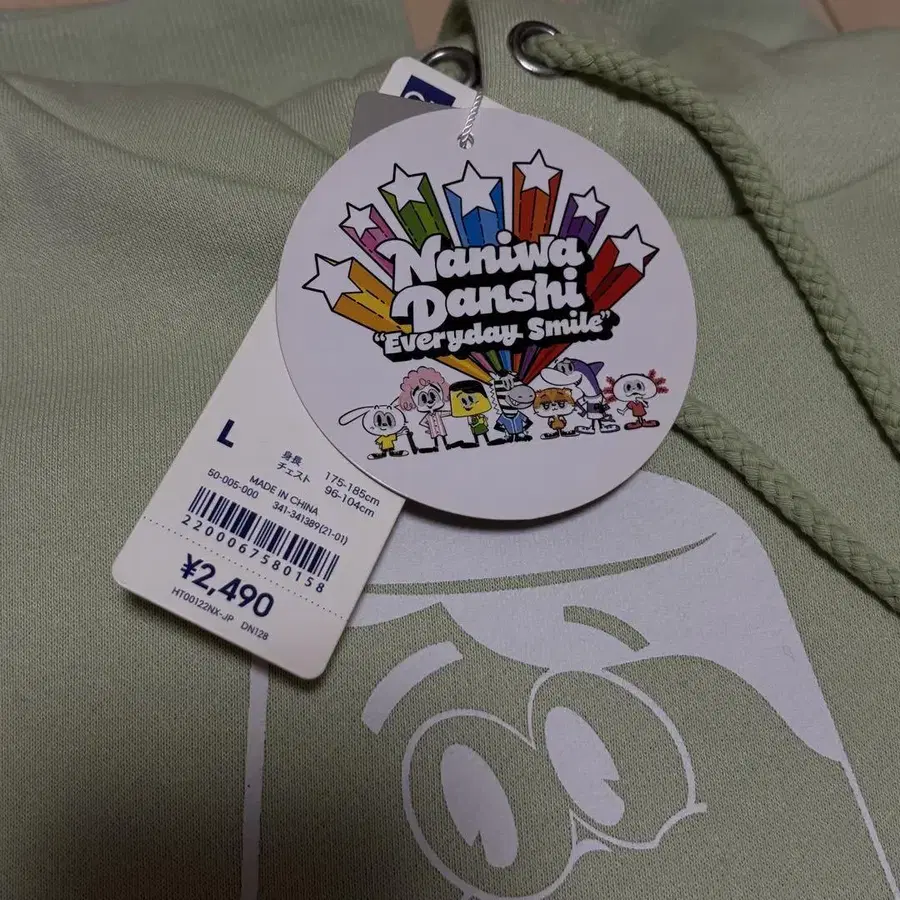 Naniwa
Danshi
"Everyday Smile"
L
身長 175-185cm
チェスト 96-104cm
50-005-000 MADE IN CHINA
341-341389(21-01)
2200067580158
¥2,490
HT00122NX-JP DN128